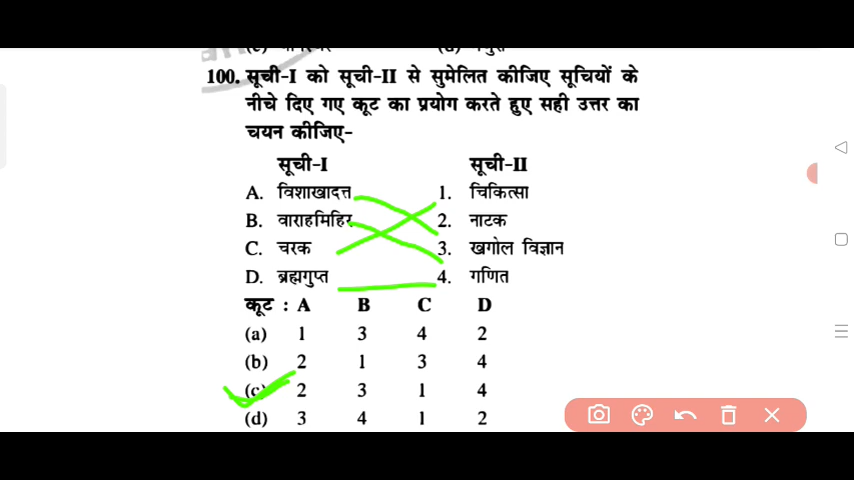 100. सूची-I को सूची-II से सुमेलित कीजिए सूचियों के
नीचे दिए गए कूट का प्रयोग करते हुए सही उत्तर का
चयन कीजिए-
सूची-I सूची-II
A. विशाखादत्त 1. चिकित्सा
B. वाराहमिहिर 2. नाटक
C. चरक 3. खगोल विज्ञान
D. ब्रह्मगुप्त 4. गणित
कूट : A B C D
(a) 1 3 4 2
(b) 2 1 3 4
(c) 2 3 1 4
(d) 3 4 1 2